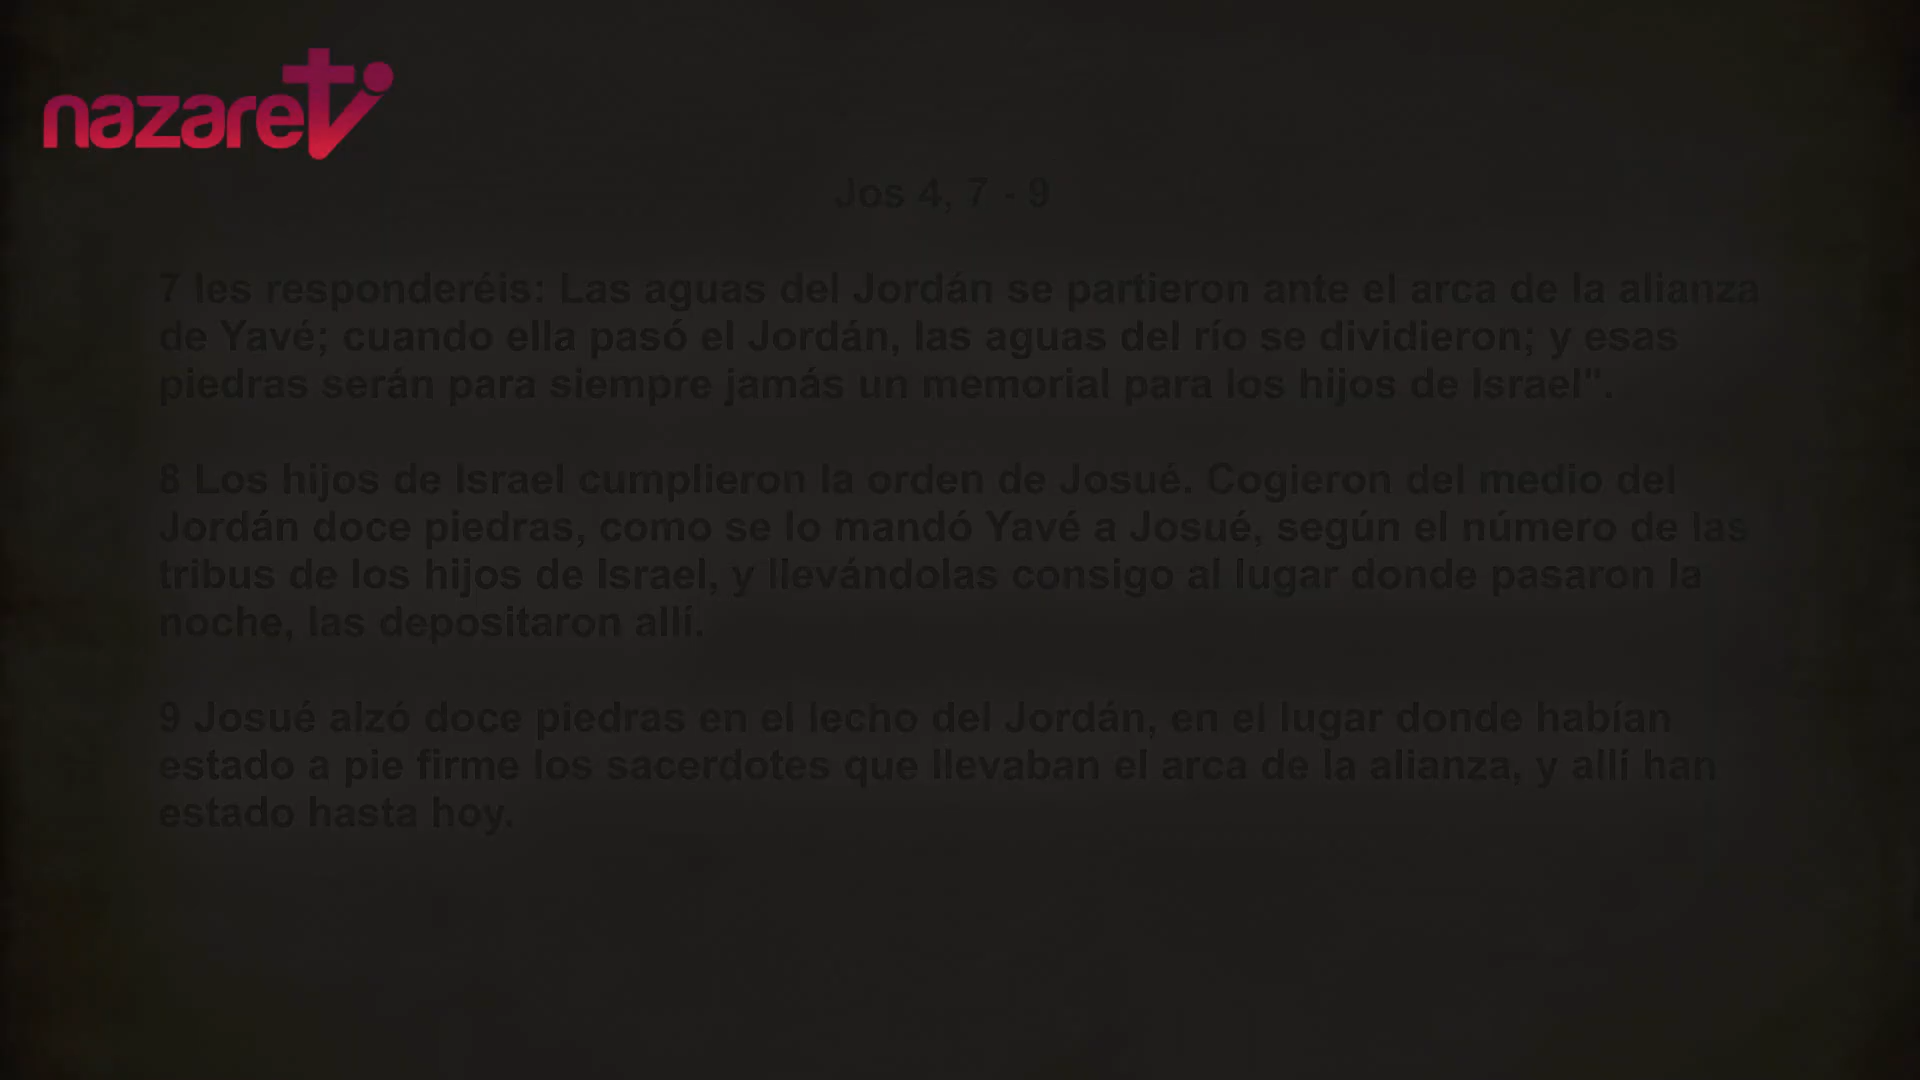 nazaretv
Jos 4, 7 - 9
7 les responderéis: Las aguas del Jordán se partieron ante el arca de la alianza
de Yavé; cuando ella pasó el Jordán, las aguas del río se dividieron; y esas
piedras serán para siempre jamás un memorial para los hijos de Israel".
8 Los hijos de Israel cumplieron la orden de Josué. Cogieron del medio del
Jordán doce piedras, como se lo mandó Yavé a Josué, según el número de las
tribus de los hijos de Israel, y llevándolas consigo al lugar donde pasaron la
noche, las depositaron allí.
9 Josué alzó doce piedras en el lecho del Jordán, en el lugar donde habían
estado a pie firme los sacerdotes que llevaban el arca de la alianza, y allí han
estado hasta hoy.